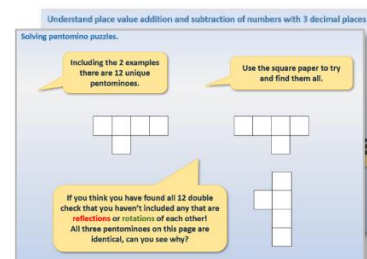 Understand place value addition and subtraction of numbers with 3 decimal places
Solving pentomino puzzles.
Including the 2 examples
there are 12 unique
pentominoes.
Use the square paper to try
and find them all.
If you think you have found all 12 double
check that you haven't included any that are
reflections or rotations of each other!
All three pentominoes on this page are
identical, can you see why?